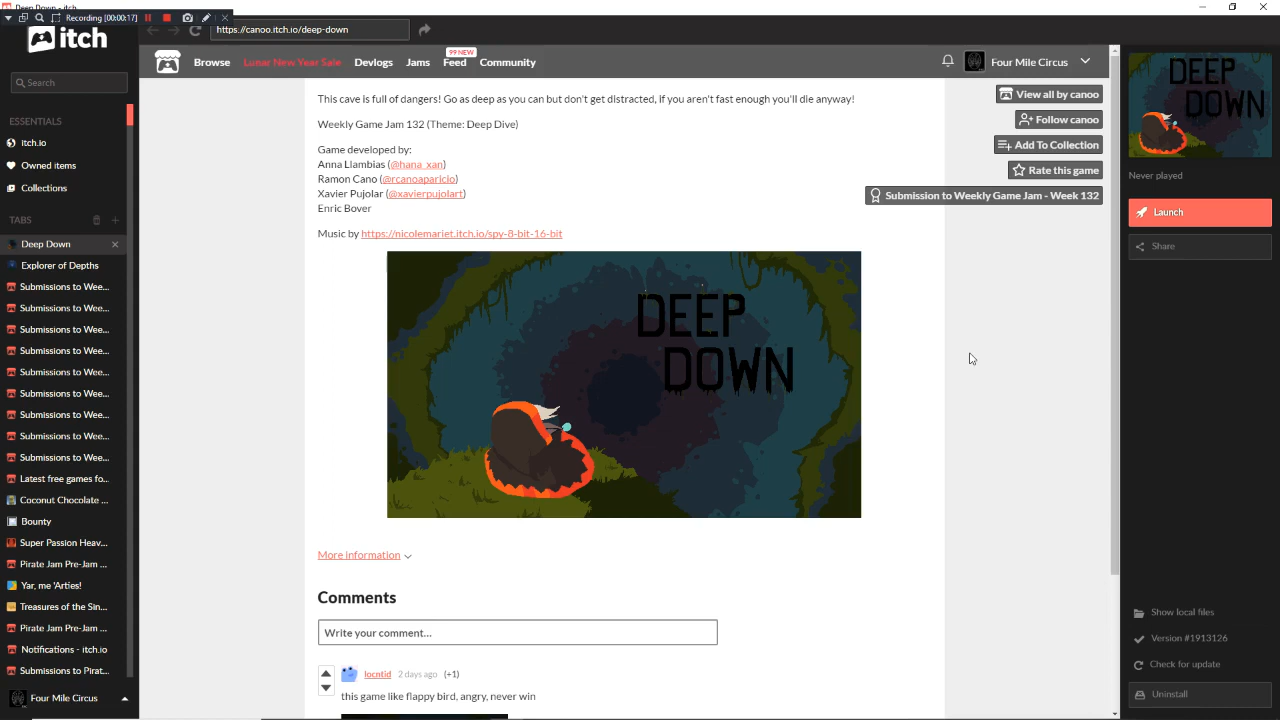 Deep Down - itch
Recording [00:00:17]
https://canoo.itch.io/deep-down
itch
Search
ESSENTIALS
itch.io
Owned items
Collections
TABS
Deep Down
Explorer of Depths
Submissions to Wee...
Submissions to Wee...
Submissions to Wee...
Submissions to Wee...
Submissions to Wee...
Submissions to Wee...
Submissions to Wee...
Submissions to Wee...
Submissions to Wee...
Latest free games fo...
Coconut Chocolate ...
Bounty
Super Passion Heav...
Pirate Jam Pre-Jam ...
Yar, me 'Arties!
Treasures of the Sin...
Pirate Jam Pre-Jam ...
Notifications - itch.io
Submissions to Pirat...
Four Mile Circus
Browse
Lunar New Year Sale
Devlogs
Jams
99 NEW
Feed
Community
Four Mile Circus
This cave is full of dangers! Go as deep as you can but don't get distracted, if you aren't fast enough you'll die anyway!
Weekly Game Jam 132 (Theme: Deep Dive)
Game developed by:
Anna Llambias (@hana_xan)
Ramon Cano (@rcanoaparicio)
Xavier Pujolar (@xavierpujolart)
Enric Bover
Music by https://nicolemariet.itch.io/spy-8-bit-16-bit
DEEP
DOWN
More information
Comments
Write your comment...
locntid 2 days ago (+1)
this game like flappy bird, angry, never win
View all by canoo
Follow canoo
Add To Collection
Rate this game
Submission to Weekly Game Jam - Week 132
DEEP
DOWN
Never played
Launch
Share
Show local files
Version #1913126
Check for update
Uninstall